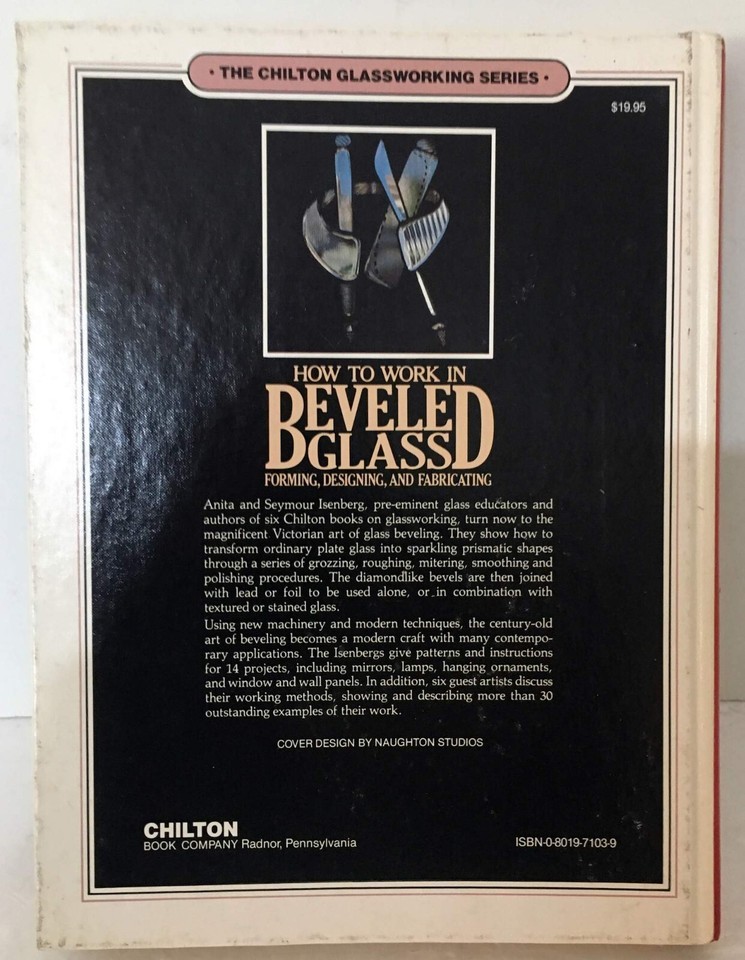 • THE CHILTON GLASSWORKING SERIES •
$19.95
HOW TO WORK IN
BEVELED
GLASS
FORMING, DESIGNING, AND FABRICATING
Anita and Seymour Isenberg, pre-eminent glass educators and
authors of six Chilton books on glassworking, turn now to the
magnificent Victorian art of glass beveling. They show how to
transform ordinary plate glass into sparkling prismatic shapes
through a series of grozzing, roughing, mitering, smoothing and
polishing procedures. The diamondlike bevels are then joined
with lead or foil to be used alone, or in combination with
textured or stained glass.
Using new machinery and modern techniques, the century-old
art of beveling becomes a modern craft with many contempo-
rary applications. The Isenbergs give patterns and instructions
for 14 projects, including mirrors, lamps, hanging ornaments,
and window and wall panels. In addition, six guest artists discuss
their working methods, showing and describing more than 30
outstanding examples of their work.
COVER DESIGN BY NAUGHTON STUDIOS
CHILTON
BOOK COMPANY Radnor, Pennsylvania
ISBN-0-8019-7103-9